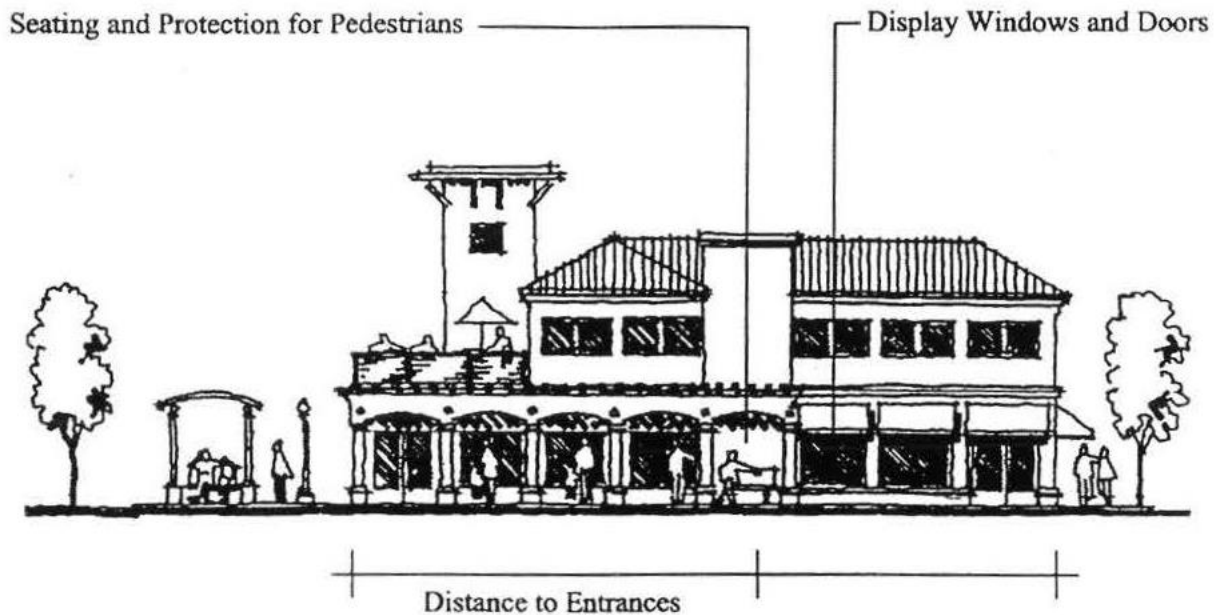 Seating and Protection for Pedestrians
Display Windows and Doors
Distance to Entrances